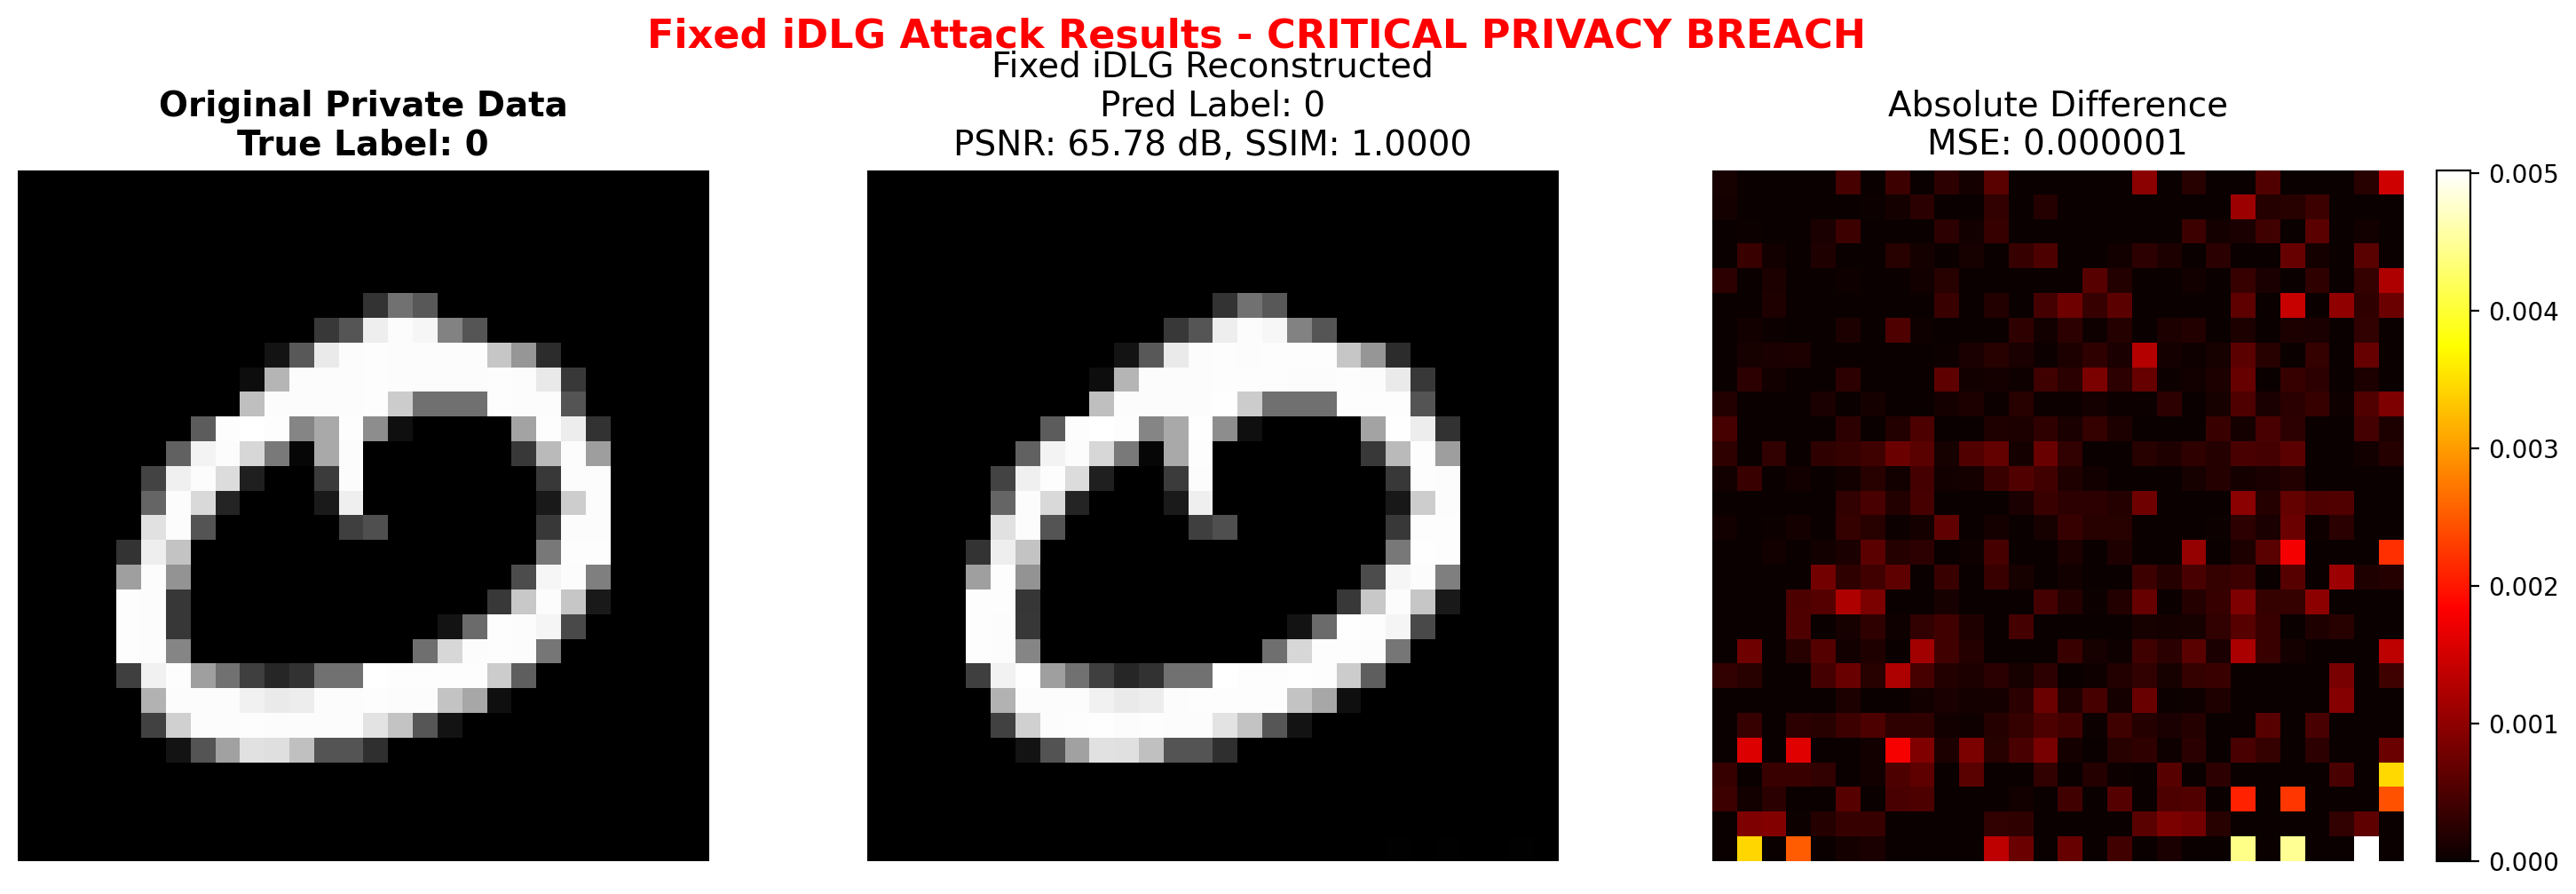 Fixed iDLG Attack Results - CRITICAL PRIVACY BREACH
Original Private Data
True Label: 0
Fixed iDLG Reconstructed
Pred Label: 0
PSNR: 65.78 dB, SSIM: 1.0000
Absolute Difference
MSE: 0.000001
0.005
0.004
0.003
0.002
0.001
0.000